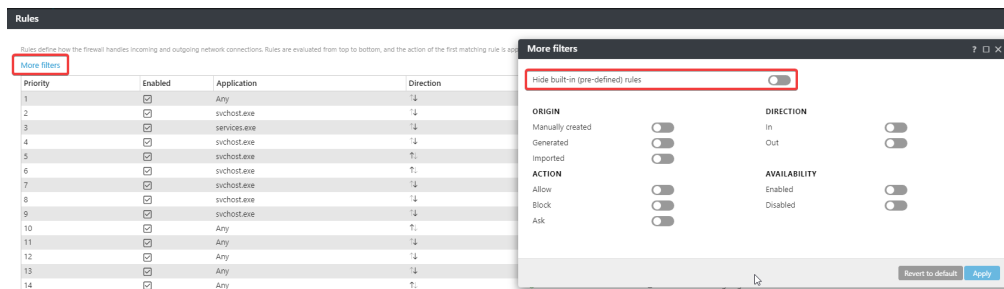 Rules
Rules define how the firewall handles incoming and outgoing network connections. Rules are evaluated from top to bottom, and the action of the first matching rule is app
More filters
Priority Enabled Application Direction
1 Any
2 svchost.exe
3 services.exe
4 svchost.exe
5 svchost.exe
6 svchost.exe
7 svchost.exe
8 svchost.exe
9 svchost.exe
10 Any
11 Any
12 Any
13 Any
14 Any
More filters ?
Hide built-in (pre-defined) rules
ORIGIN
Manually created
Generated
Imported
ACTION
Allow
Block
Ask
DIRECTION
In
Out
AVAILABILITY
Enabled
Disabled
Revert to default Apply